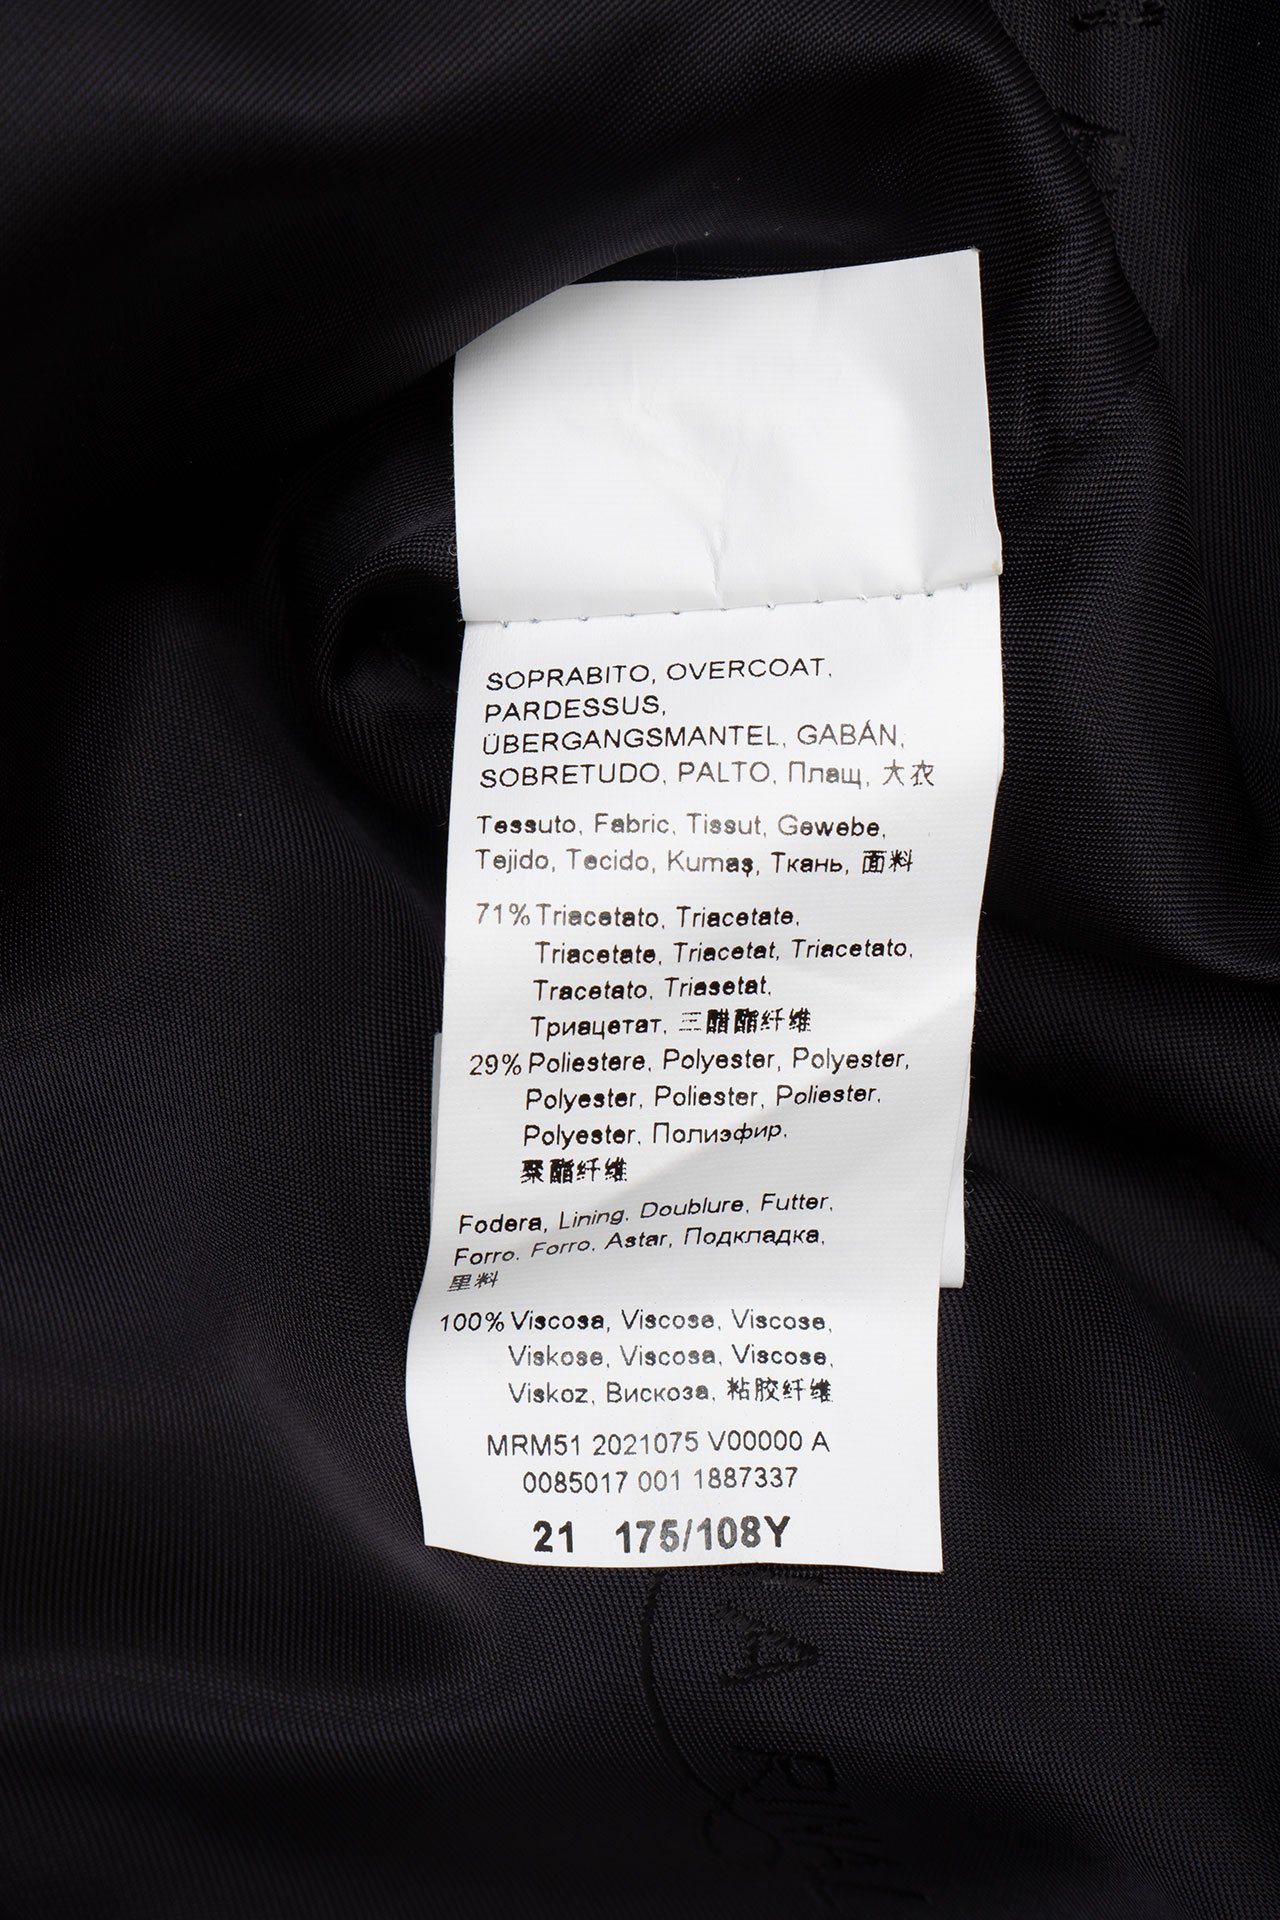 SOPRABITO, OVERCOAT,
PARDESSUS,
ÜBERGANGSMANTEL, GABÁN,
SOBRETUDO, PALTO, Плащ, 大衣
Tessuto, Fabric, Tissut, Gewebe,
Tejido, Tecido, Kumaş, Ткань, 面料
71% Triacetato, Triacetate,
Triacetate, Triacetat, Triacetato,
Tracetato, Triasetat,
Триацетат, 三醋酯纤维
29% Poliestere, Polyester, Polyester,
Polyester, Poliester, Poliester,
Polyester, Полиэфир,
聚酯纤维
Fodera, Lining, Doublure, Futter,
Forro, Forro, Astar, Подкладка,
里料
100% Viscosa, Viscose, Viscose,
Viskose, Viscosa, Viscose,
Viskoz, Вискоза, 粘胶纤维
MRM51 2021075 V00000 A
0085017 001 1887337
21 175/108Y